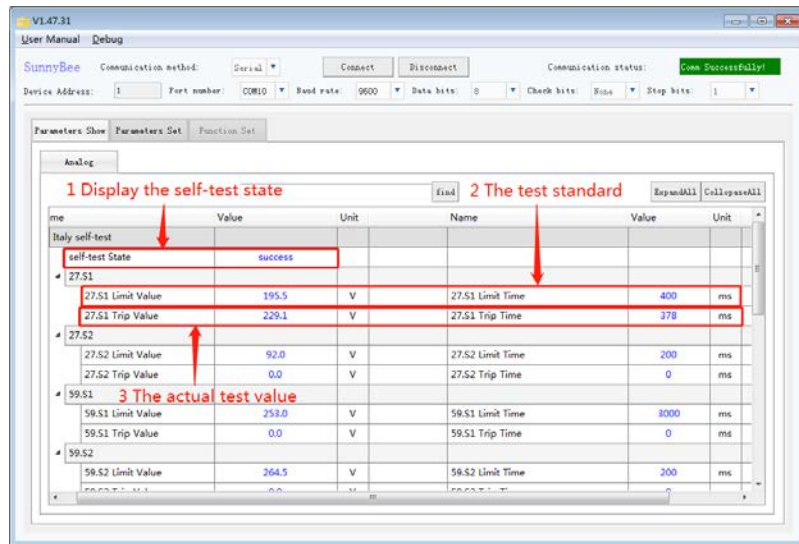 V1.47.31
User Manual Debug
SunnyBee Communication method: Serial Connect Disconnect Communication status: Comm Successfully!
Device Address: 1 Port number: COM10 Baud rate: 9600 Data bits: 8 Check bits: None Stop bits: 1
Parameters Show Parameters Set Function Set
Analog
1 Display the self-test state find 2 The test standard ExpandAll CollopaseAll
me Value Unit Name Value Unit
Italy self-test
self-test State success
27.S1
27.S1 Limit Value 195.5 V 27.S1 Limit Time 400 ms
27.S1 Trip Value 229.1 V 27.S1 Trip Time 378 ms
27.S2
27.S2 Limit Value 92.0 V 27.S2 Limit Time 200 ms
27.S2 Trip Value 0.0 V 27.S2 Trip Time 0 ms
59.S1 3 The actual test value
59.S1 Limit Value 253.0 V 59.S1 Limit Time 3000 ms
59.S1 Trip Value 0.0 V 59.S1 Trip Time 0 ms
59.S2
59.S2 Limit Value 264.5 V 59.S2 Limit Time 200 ms